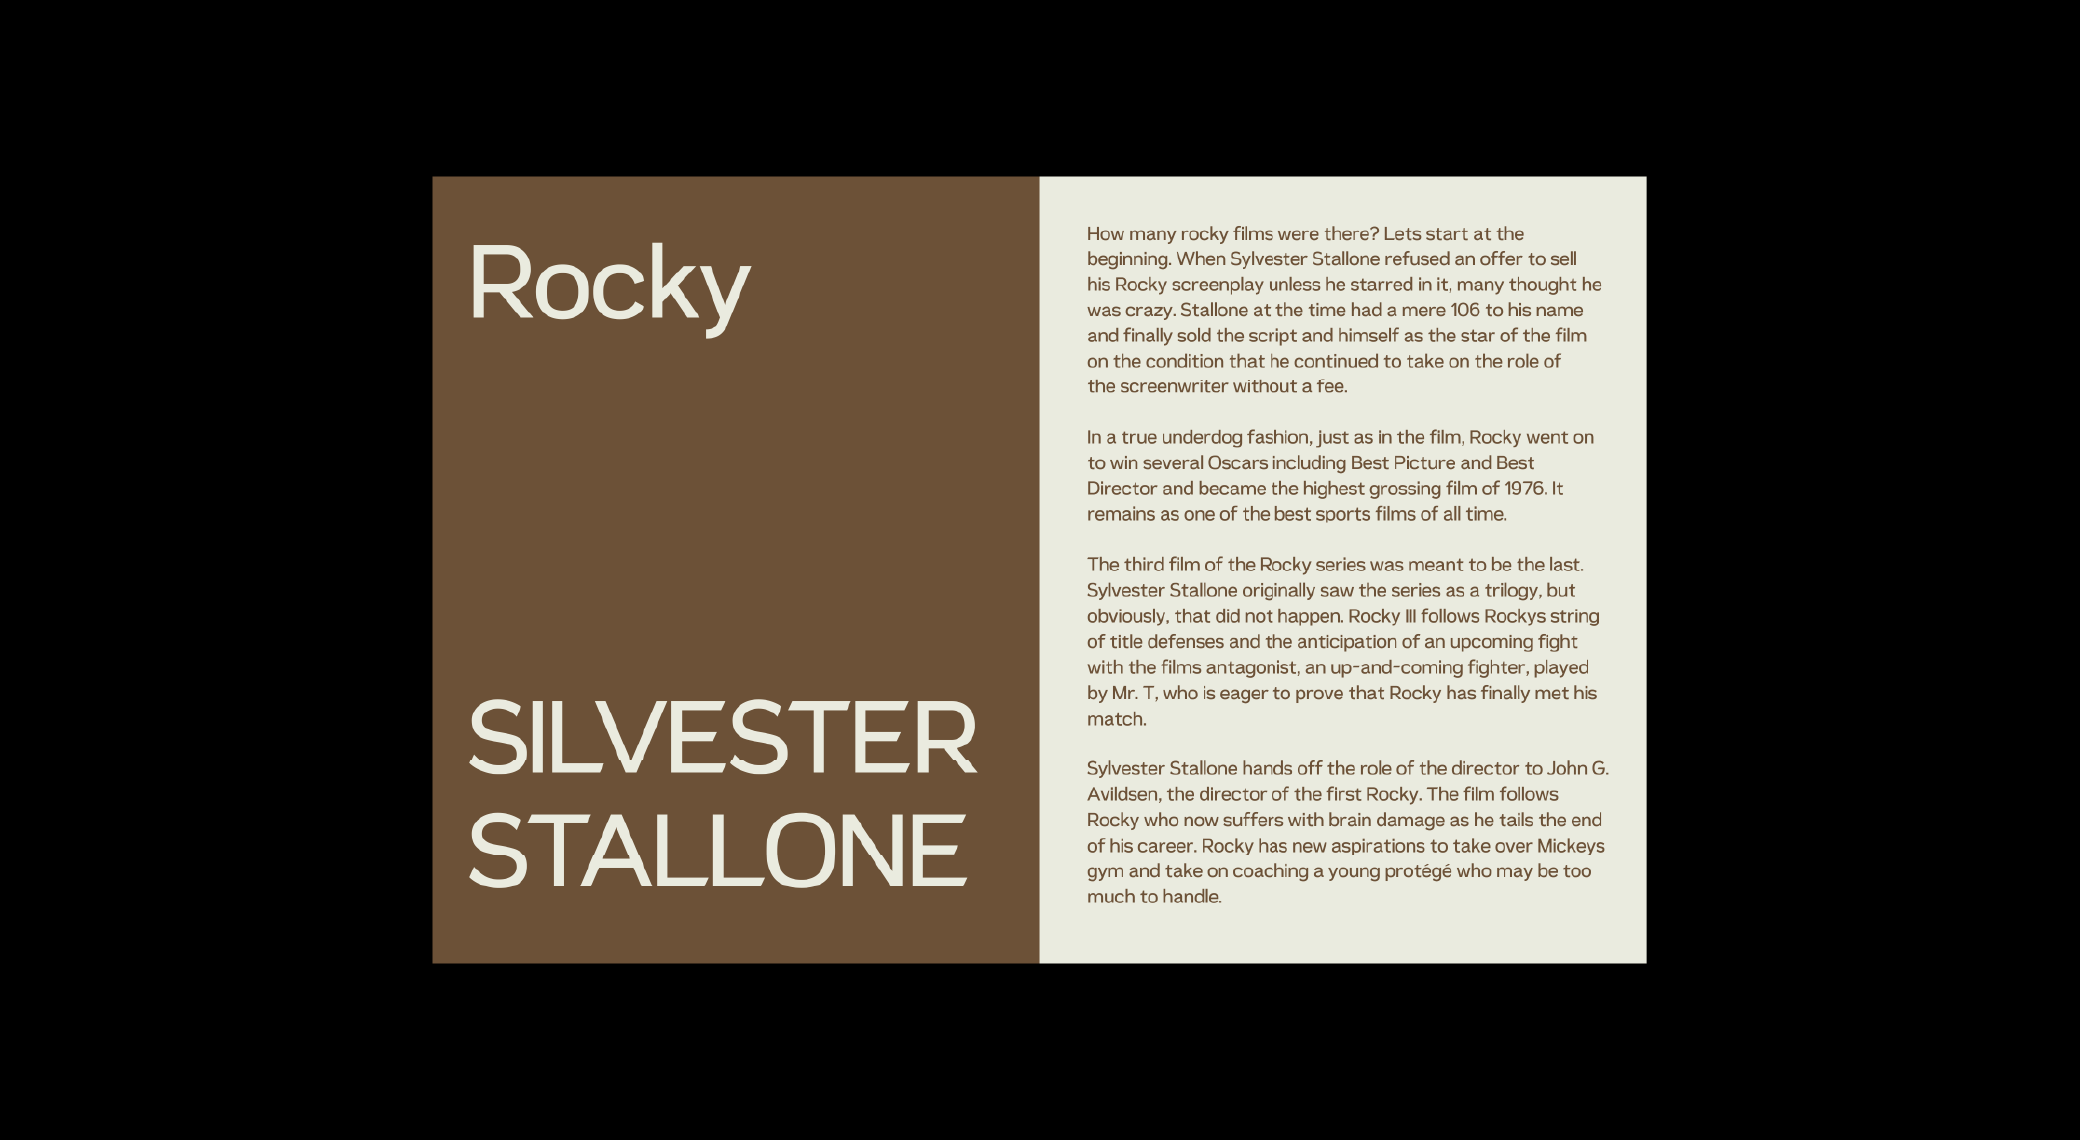 Rocky
SILVESTER
STALLONE
How many rocky films were there? Lets start at the
beginning. When Sylvester Stallone refused an offer to sell
his Rocky screenplay unless he starred in it, many thought he
was crazy. Stallone at the time had a mere 106 to his name
and finally sold the script and himself as the star of the film
on the condition that he continued to take on the role of
the screenwriter without a fee.
In a true underdog fashion, just as in the film, Rocky went on
to win several Oscars including Best Picture and Best
Director and became the highest grossing film of 1976. It
remains as one of the best sports films of all time.
The third film of the Rocky series was meant to be the last.
Sylvester Stallone originally saw the series as a trilogy, but
obviously, that did not happen. Rocky III follows Rockys string
of title defenses and the anticipation of an upcoming fight
with the films antagonist, an up-and-coming fighter, played
by Mr. T, who is eager to prove that Rocky has finally met his
match.
Sylvester Stallone hands off the role of the director to John G.
Avildsen, the director of the first Rocky. The film follows
Rocky who now suffers with brain damage as he tails the end
of his career. Rocky has new aspirations to take over Mickeys
gym and take on coaching a young protégé who may be too
much to handle.